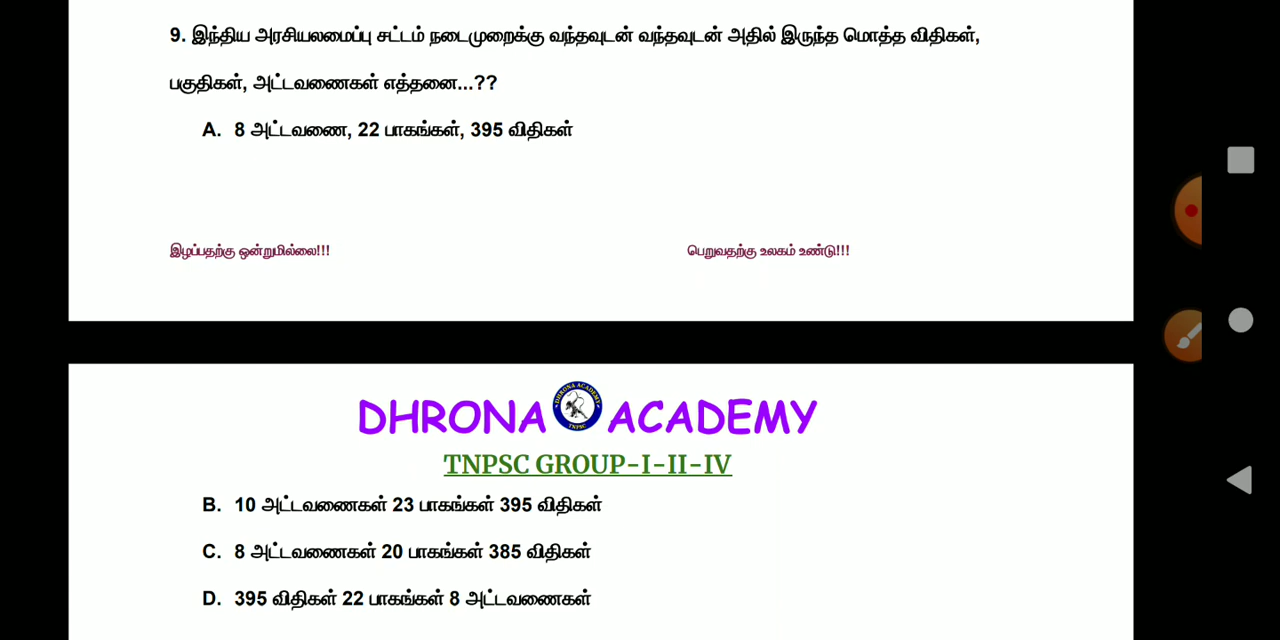 9. இந்திய அரசியலமைப்பு சட்டம் நடைமுறைக்கு வந்தவுடன் வந்தவுடன் அதில் இருந்த மொத்த விதிகள்,
பகுதிகள், அட்டவணைகள் எத்தனை...??
A. 8 அட்டவணை, 22 பாகங்கள், 395 விதிகள்
இழப்பதற்கு ஒன்றுமில்லை!!! பெறுவதற்கு உலகம் உண்டு!!!
DHRONA ACADEMY
TNPSC GROUP-I-II-IV
B. 10 அட்டவணைகள் 23 பாகங்கள் 395 விதிகள்
C. 8 அட்டவணைகள் 20 பாகங்கள் 385 விதிகள்
D. 395 விதிகள் 22 பாகங்கள் 8 அட்டவணைகள்